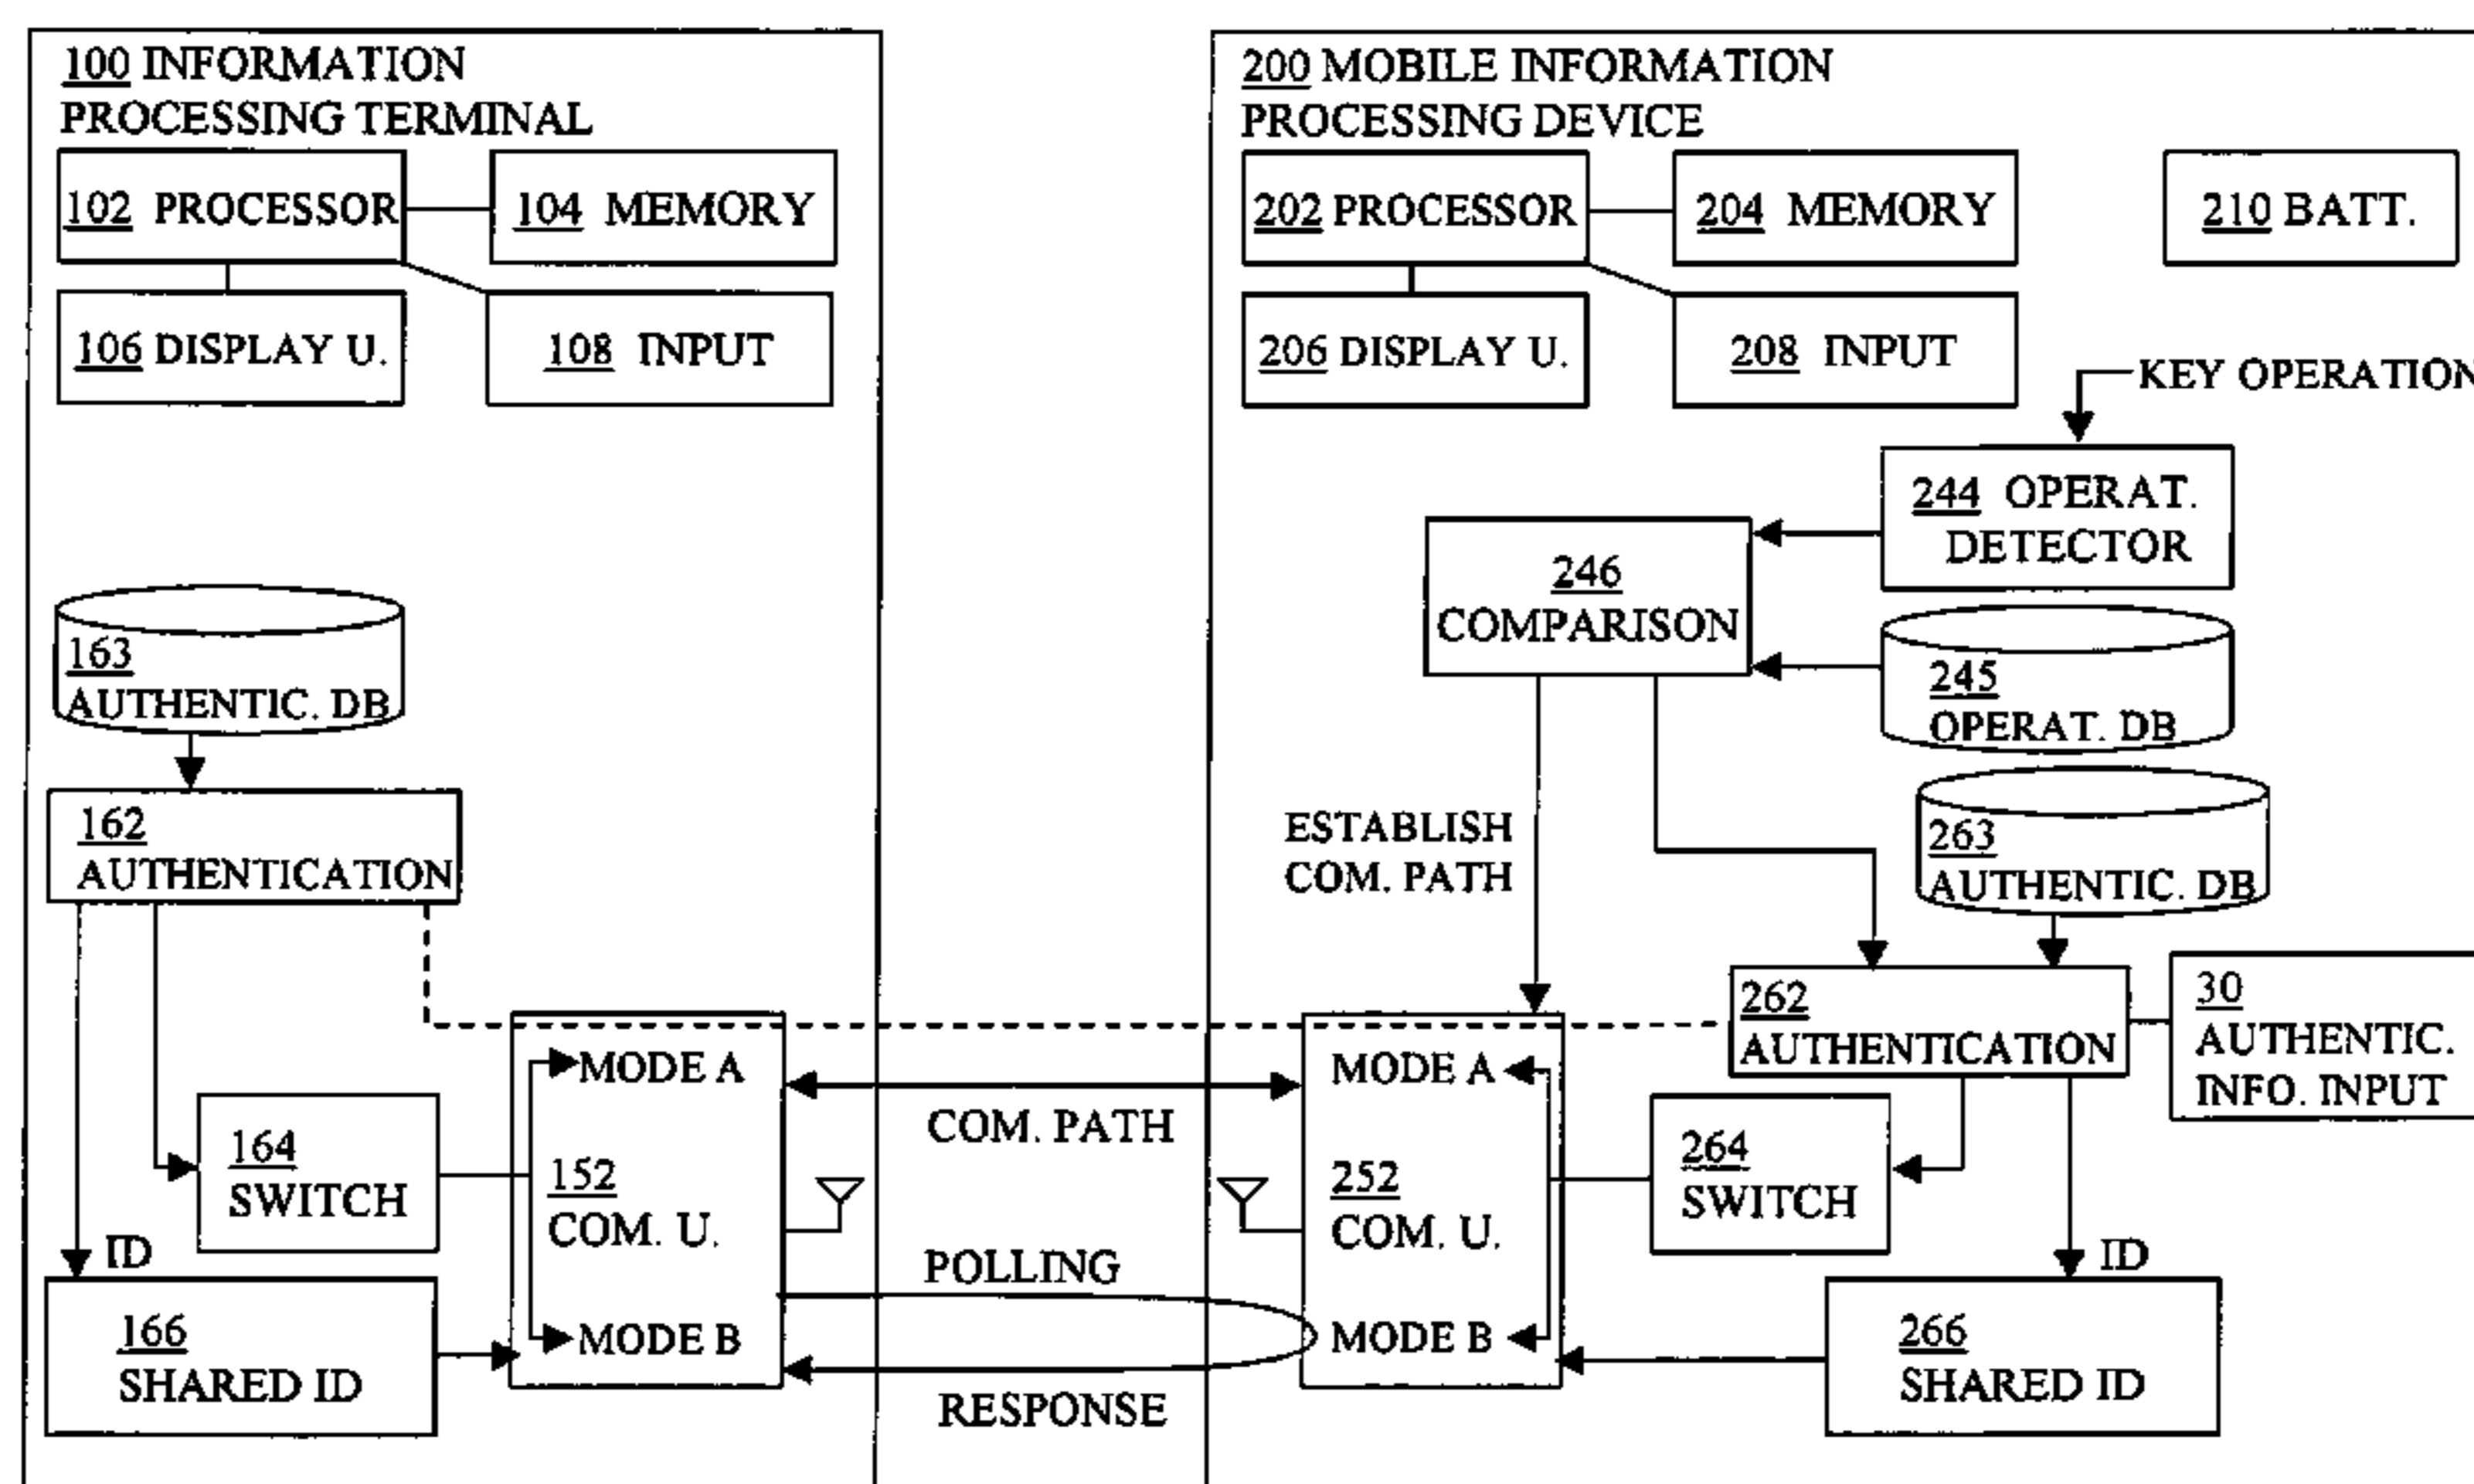 100 INFORMATION
PROCESSING TERMINAL
102 PROCESSOR
104 MEMORY
106 DISPLAY U.
108 INPUT
163
AUTHENTIC. DB
162
AUTHENTICATION
164
SWITCH
ID
166
SHARED ID
MODE A
152
COM. U.
MODE B
COM. PATH
POLLING
RESPONSE
200 MOBILE INFORMATION
PROCESSING DEVICE
202 PROCESSOR
204 MEMORY
210 BATT.
206 DISPLAY U.
208 INPUT
KEY OPERATION
244 OPERAT.
DETECTOR
246
COMPARISON
245
OPERAT. DB
ESTABLISH
COM. PATH
263
AUTHENTIC. DB
262
AUTHENTICATION
30
AUTHENTIC.
INFO. INPUT
MODE A
252
COM. U.
MODE B
264
SWITCH
ID
266
SHARED ID